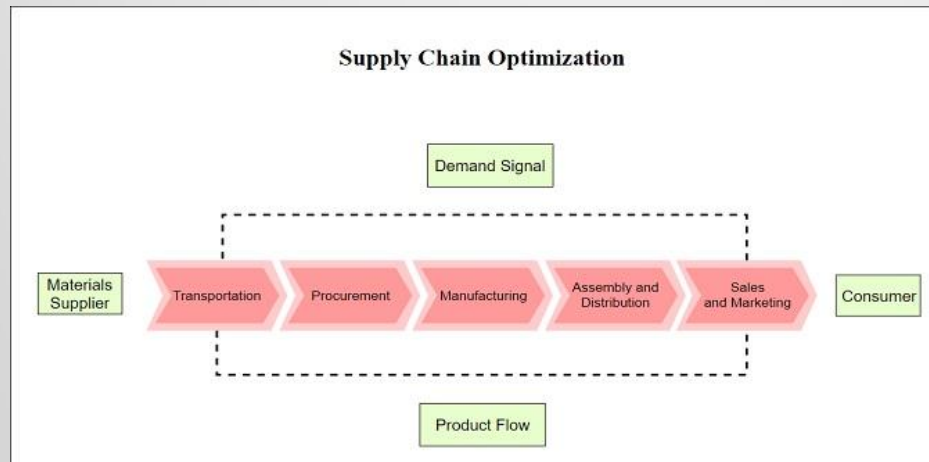 Supply Chain Optimization
Demand Signal
Materials
Supplier
Transportation
Procurement
Manufacturing
Assembly and
Distribution
Sales
and Marketing
Consumer
Product Flow